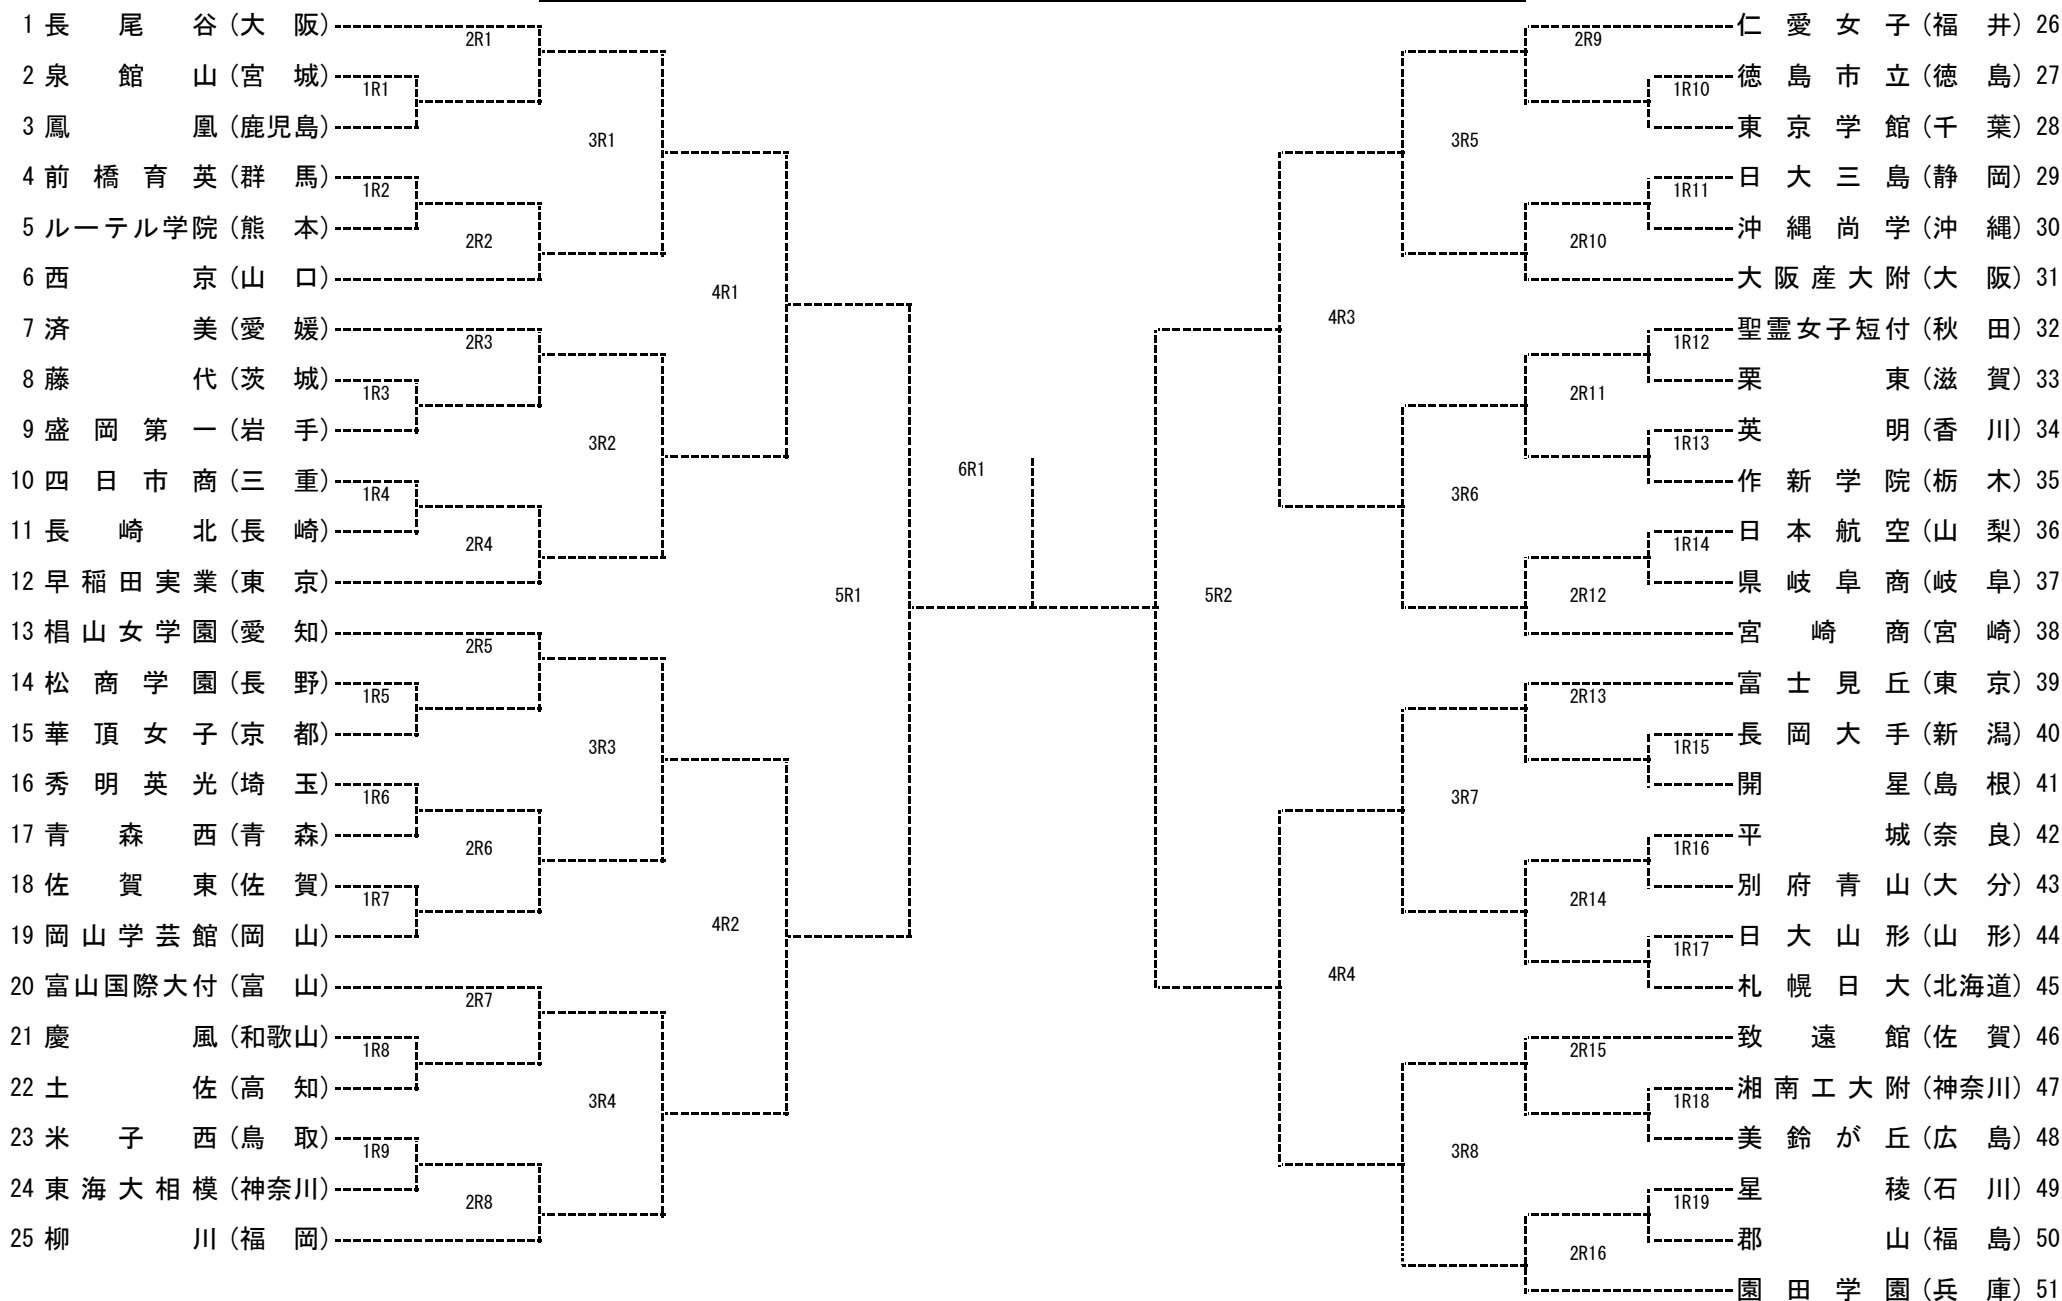 1 長尾谷(大阪)
2R1
2 泉館山(宮城)
1R1
3 鳳凰(鹿児島)
3R1
4 前橋育英(群馬)
1R2
5 ルーテル学院(熊本)
2R2
6 西京(山口)
4R1
7 済美(愛媛)
2R3
8 藤代(茨城)
1R3
9 盛岡第一(岩手)
3R2
10 四日市商(三重)
1R4
11 長崎北(長崎)
2R4
12 早稲田実業(東京)
5R1
13 椙山女学園(愛知)
2R5
14 松商学園(長野)
1R5
15 華頂女子(京都)
3R3
16 秀明英光(埼玉)
1R6
17 青森西(青森)
2R6
18 佐賀東(佐賀)
1R7
19 岡山学芸館(岡山)
4R2
20 富山国際大付(富山)
2R7
21 慶風(和歌山)
1R8
22 土佐(高知)
3R4
23 米子西(鳥取)
1R9
24 東海大相模(神奈川)
2R8
25 柳川(福岡)
6R1
仁愛女子(福井) 26
2R9
徳島市立(徳島) 27
1R10
東京学館(千葉) 28
3R5
日大三島(静岡) 29
1R11
沖縄尚学(沖縄) 30
2R10
大阪産大附(大阪) 31
4R3
聖霊女子短付(秋田) 32
1R12
栗東(滋賀) 33
2R11
英明(香川) 34
1R13
作新学院(栃木) 35
3R6
日本航空(山梨) 36
1R14
県岐阜商(岐阜) 37
2R12
宮崎商(宮崎) 38
5R2
富士見丘(東京) 39
2R13
長岡大手(新潟) 40
1R15
開星(島根) 41
3R7
平城(奈良) 42
1R16
別府青山(大分) 43
2R14
日大山形(山形) 44
1R17
札幌日大(北海道) 45
4R4
致遠館(佐賀) 46
2R15
湘南工大附(神奈川) 47
1R18
美鈴が丘(広島) 48
3R8
星稜(石川) 49
1R19
郡山(福島) 50
2R16
園田学園(兵庫) 51